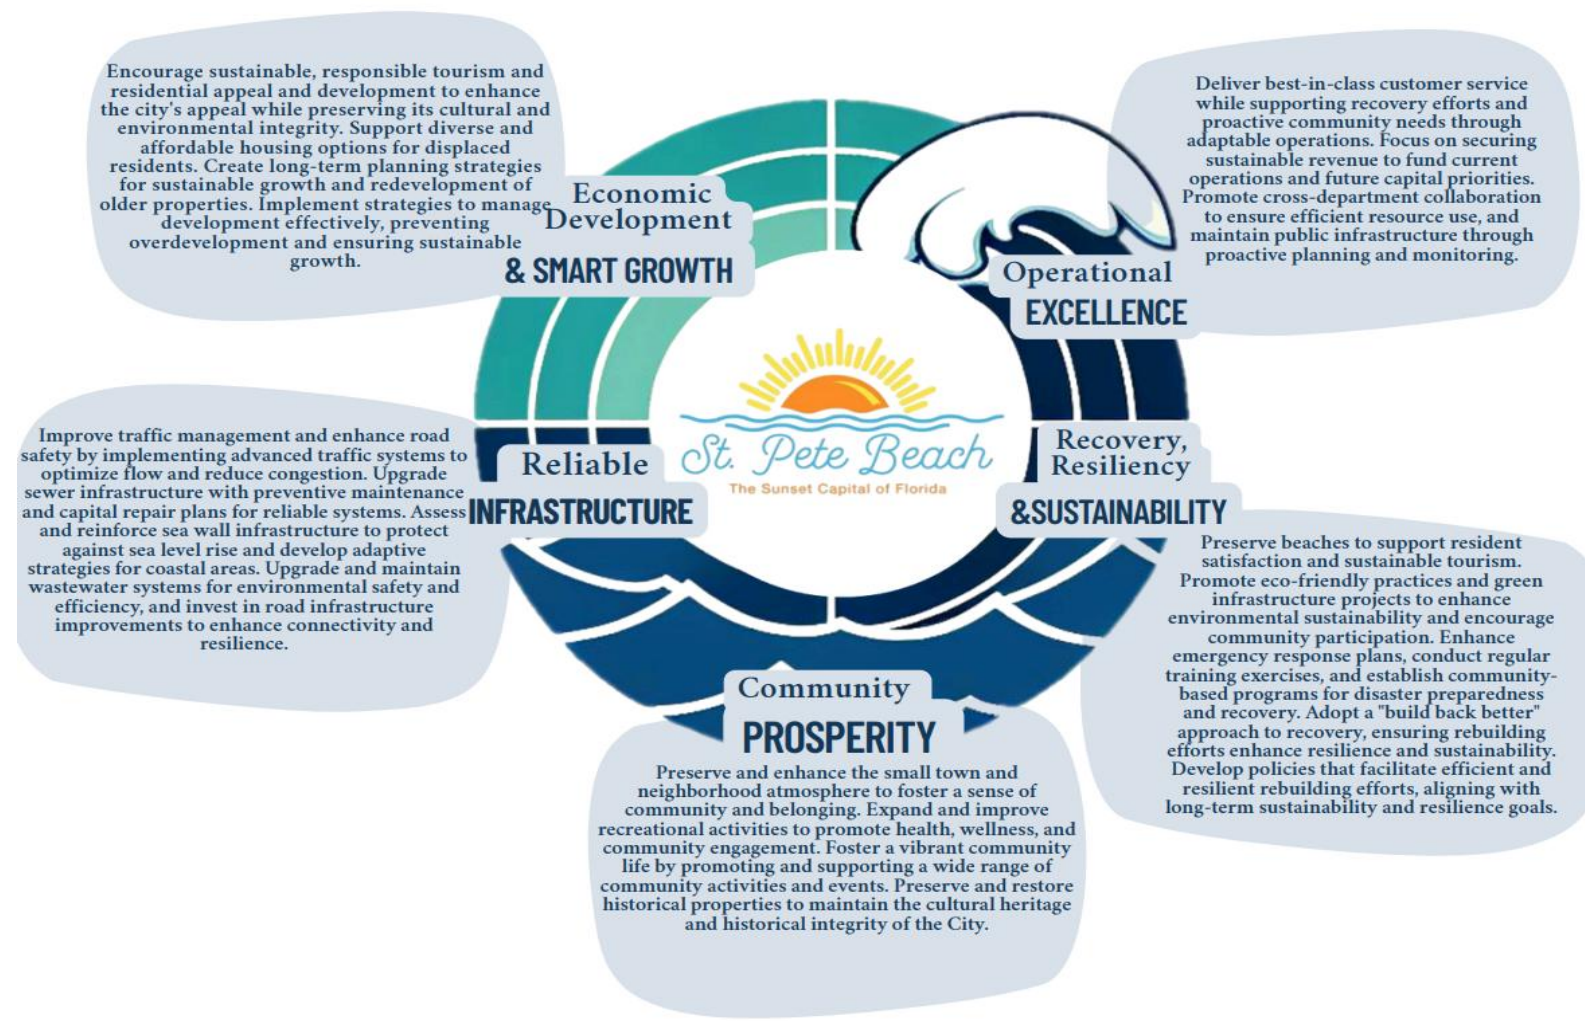 Encourage sustainable, responsible tourism and
residential appeal and development to enhance
the city's appeal while preserving its cultural and
environmental integrity. Support diverse and
affordable housing options for displaced
residents. Create long-term planning strategies
for sustainable growth and redevelopment of
older properties. Implement strategies to manage
development effectively, preventing
overdevelopment and ensuring sustainable
growth.
Economic
Development
& SMART GROWTH
Deliver best-in-class customer service
while supporting recovery efforts and
proactive community needs through
adaptable operations. Focus on securing
sustainable revenue to fund current
operations and future capital priorities.
Promote cross-department collaboration
to ensure efficient resource use, and
maintain public infrastructure through
proactive planning and monitoring.
Operational
EXCELLENCE
St. Pete Beach
The Sunset Capital of Florida
Improve traffic management and enhance road
safety by implementing advanced traffic systems to
optimize flow and reduce congestion. Upgrade
sewer infrastructure with preventive maintenance
and capital repair plans for reliable systems. Assess
and reinforce sea wall infrastructure to protect
against sea level rise and develop adaptive
strategies for coastal areas. Upgrade and maintain
wastewater systems for environmental safety and
efficiency, and invest in road infrastructure
improvements to enhance connectivity and
resilience.
Reliable
INFRASTRUCTURE
Recovery,
Resiliency
&SUSTAINABILITY
Preserve beaches to support resident
satisfaction and sustainable tourism.
Promote eco-friendly practices and green
infrastructure projects to enhance
environmental sustainability and encourage
community participation. Enhance
emergency response plans, conduct regular
training exercises, and establish community-
based programs for disaster preparedness
and recovery. Adopt a "build back better"
approach to recovery, ensuring rebuilding
efforts enhance resilience and sustainability.
Develop policies that facilitate efficient and
resilient rebuilding efforts, aligning with
long-term sustainability and resilience goals.
Community
PROSPERITY
Preserve and enhance the small town and
neighborhood atmosphere to foster a sense of
community and belonging. Expand and improve
recreational activities to promote health, wellness, and
community engagement. Foster a vibrant community
life by promoting and supporting a wide range of
community activities and events. Preserve and restore
historical properties to maintain the cultural heritage
and historical integrity of the City.